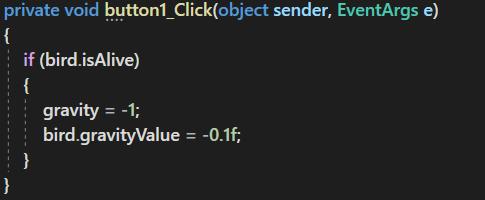 private void button1_Click(object sender, EventArgs e)
{
if (bird.isAlive)
{
gravity = -1;
bird.gravityValue = -0.1f;
}
}